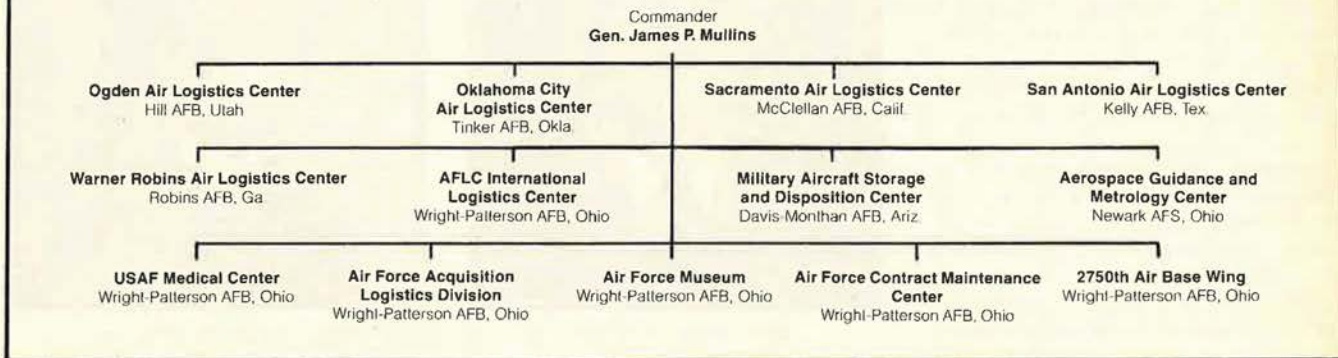 Commander
Gen. James P. Mullins
Ogden Air Logistics Center
Hill AFB, Utah
Oklahoma City
Air Logistics Center
Tinker AFB, Okla.
Sacramento Air Logistics Center
McClellan AFB, Calif.
San Antonio Air Logistics Center
Kelly AFB, Tex.
Warner Robins Air Logistics Center
Robins AFB, Ga.
AFLC International
Logistics Center
Wright-Patterson AFB, Ohio
Military Aircraft Storage
and Disposition Center
Davis-Monthan AFB, Ariz.
Aerospace Guidance and
Metrology Center
Newark AFS, Ohio
USAF Medical Center
Wright-Patterson AFB, Ohio
Air Force Acquisition
Logistics Division
Wright-Patterson AFB, Ohio
Air Force Museum
Wright-Patterson AFB, Ohio
Air Force Contract Maintenance
Center
Wright-Patterson AFB, Ohio
2750th Air Base Wing
Wright-Patterson AFB, Ohio